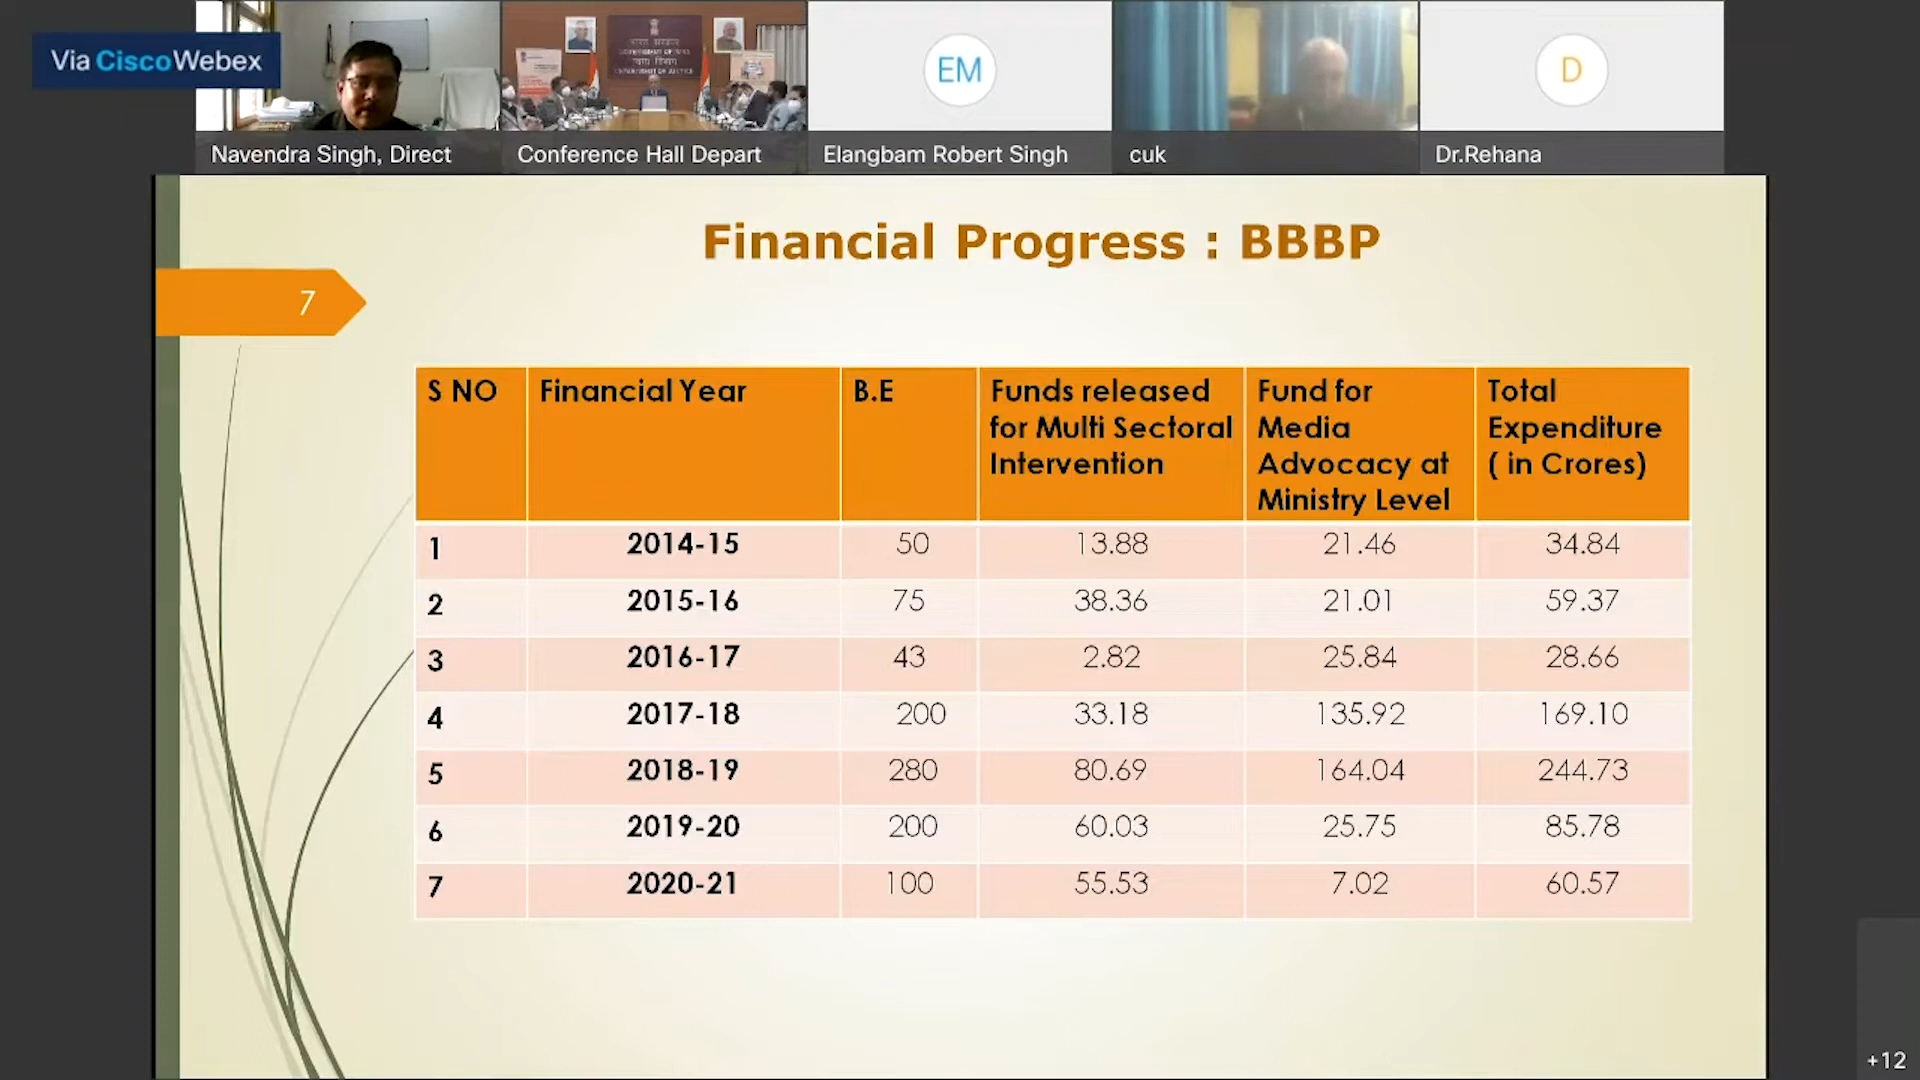 Via CiscoWebex
EM
D
Navendra Singh, Direct
Conference Hall Depart
Elangbam Robert Singh
cuk
Dr.Rehana
Financial Progress : BBBP
7
S NO Financial Year B.E Funds released for Multi Sectoral Intervention Fund for Media Advocacy at Ministry Level Total Expenditure ( in Crores)
1 2014-15 50 13.88 21.46 34.84
2 2015-16 75 38.36 21.01 59.37
3 2016-17 43 2.82 25.84 28.66
4 2017-18 200 33.18 135.92 169.10
5 2018-19 280 80.69 164.04 244.73
6 2019-20 200 60.03 25.75 85.78
7 2020-21 100 55.53 7.02 60.57
+12